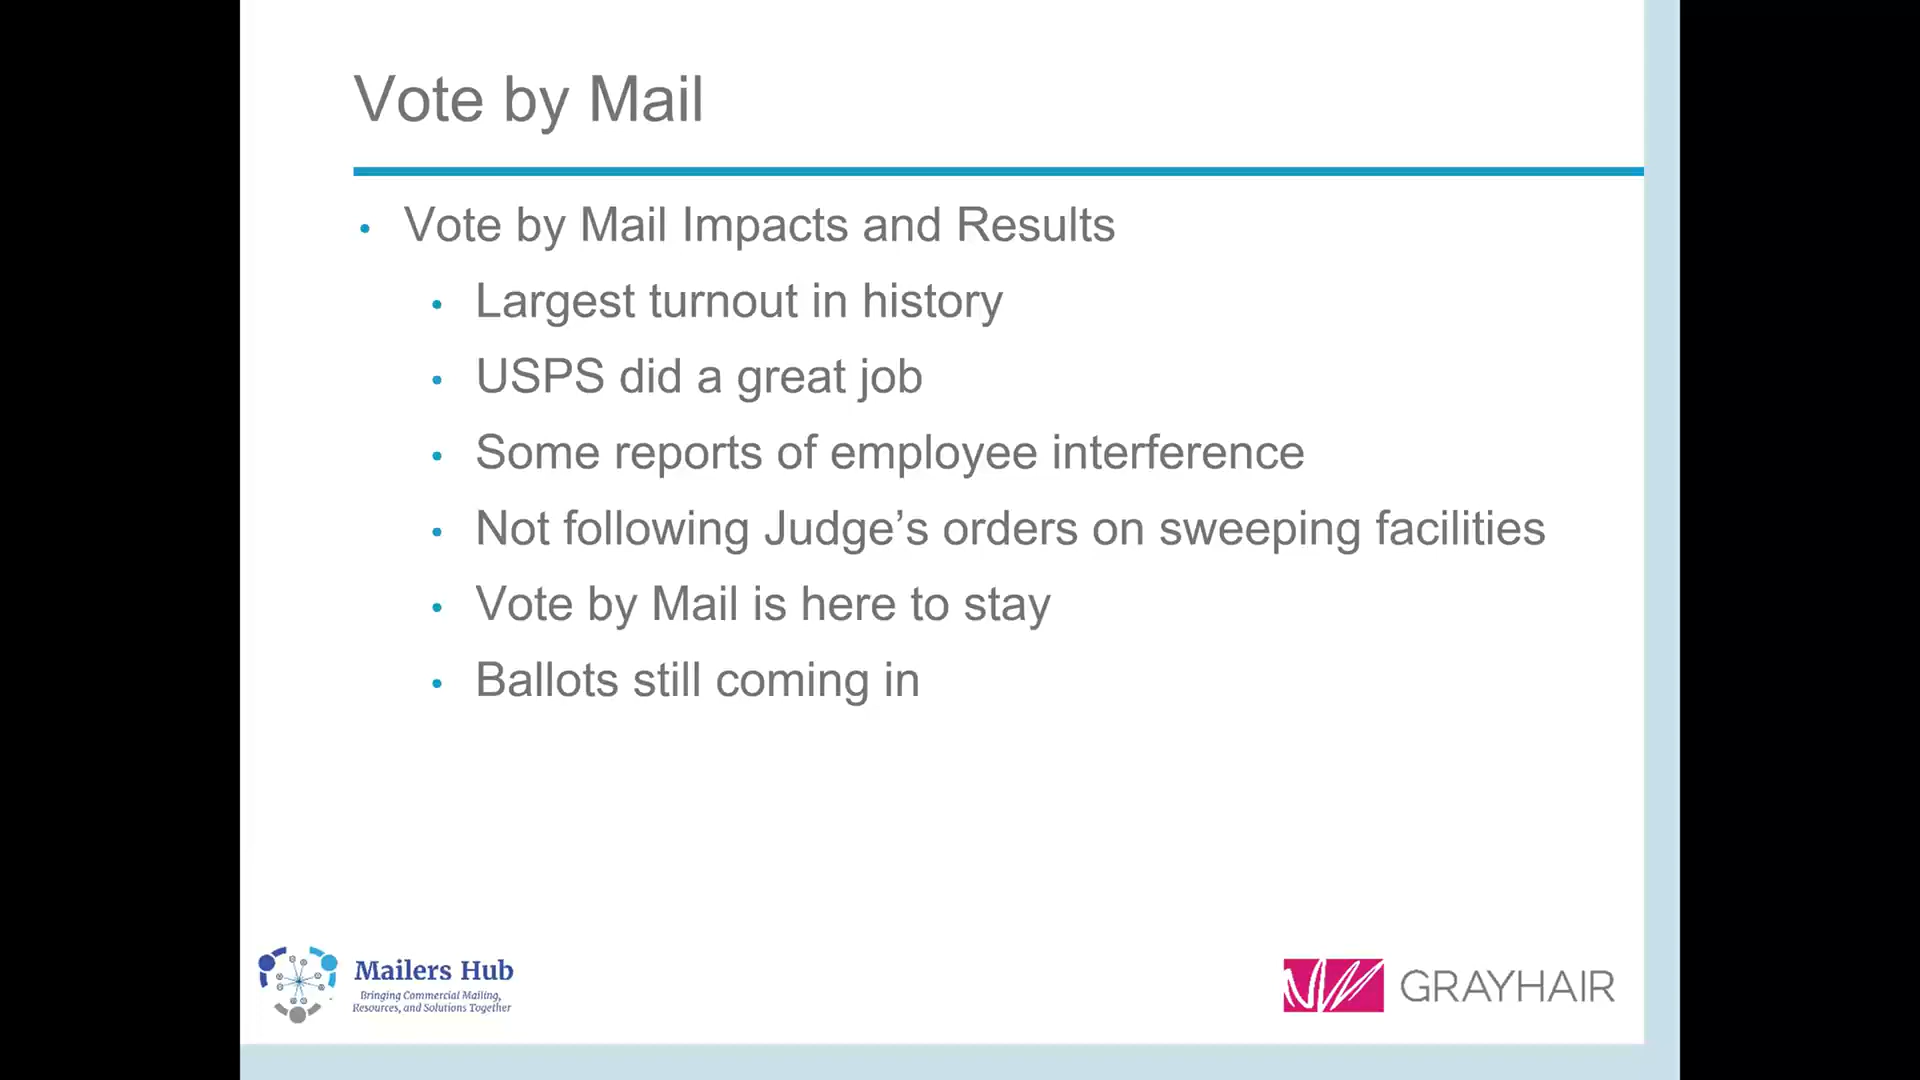 Vote by Mail
• Vote by Mail Impacts and Results
• Largest turnout in history
• USPS did a great job
• Some reports of employee interference
• Not following Judge’s orders on sweeping facilities
• Vote by Mail is here to stay
• Ballots still coming in
Mailers Hub
Bringing Commercial Mailing,
Resources, and Solutions Together
GRAYHAIR